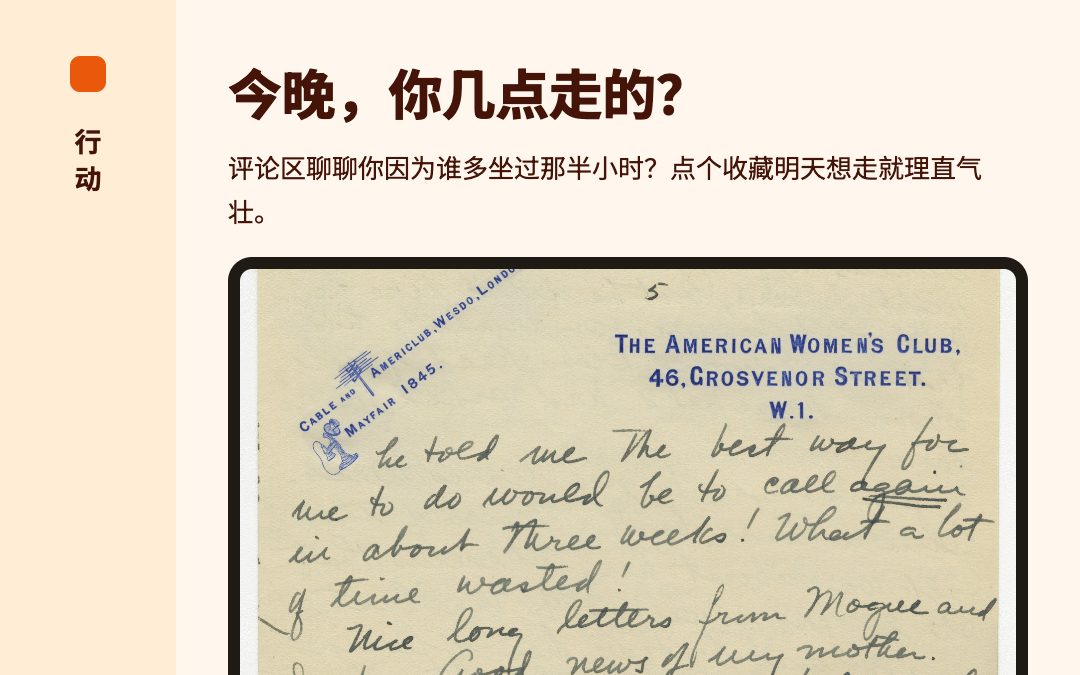 行
动
今晚，你几点走的？
评论区聊聊你因为谁多坐过那半小时？点个收藏明天想走就理直气
壮。
5
CABLE AND AMERICLUB, WESDO, LONDO
MAYFAIR 1845.
THE AMERICAN WOMEN'S CLUB,
46, GROSVENOR STREET.
W.1.
he told me The best way for
me to do would be to call again
in about three weeks! What a lot
of time wasted!
Nice long letters from Mogue and
Good news of my mother.